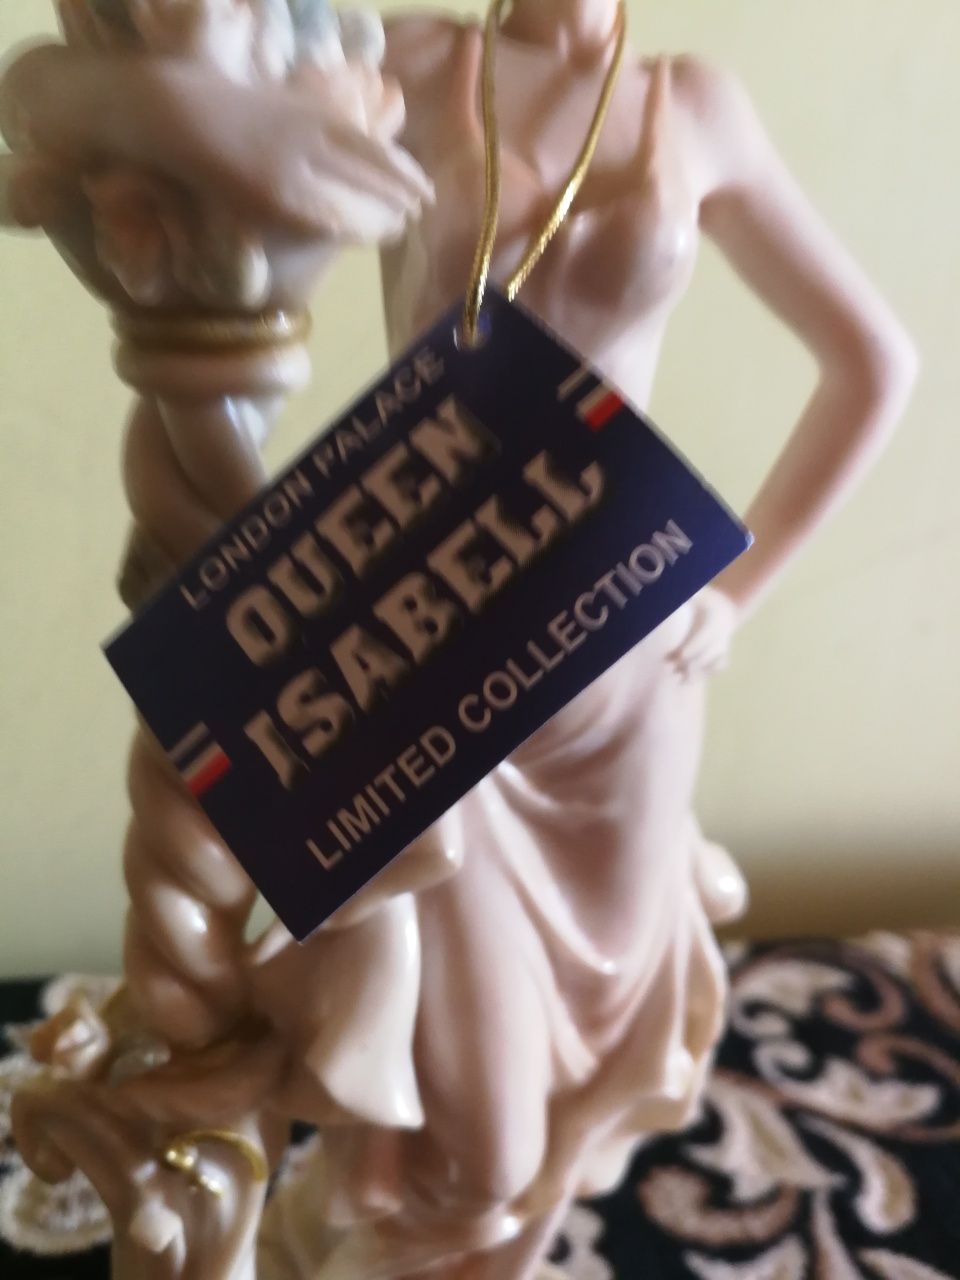 LONDON PALACE
QUEEN
ISABELL
LIMITED COLLECTION